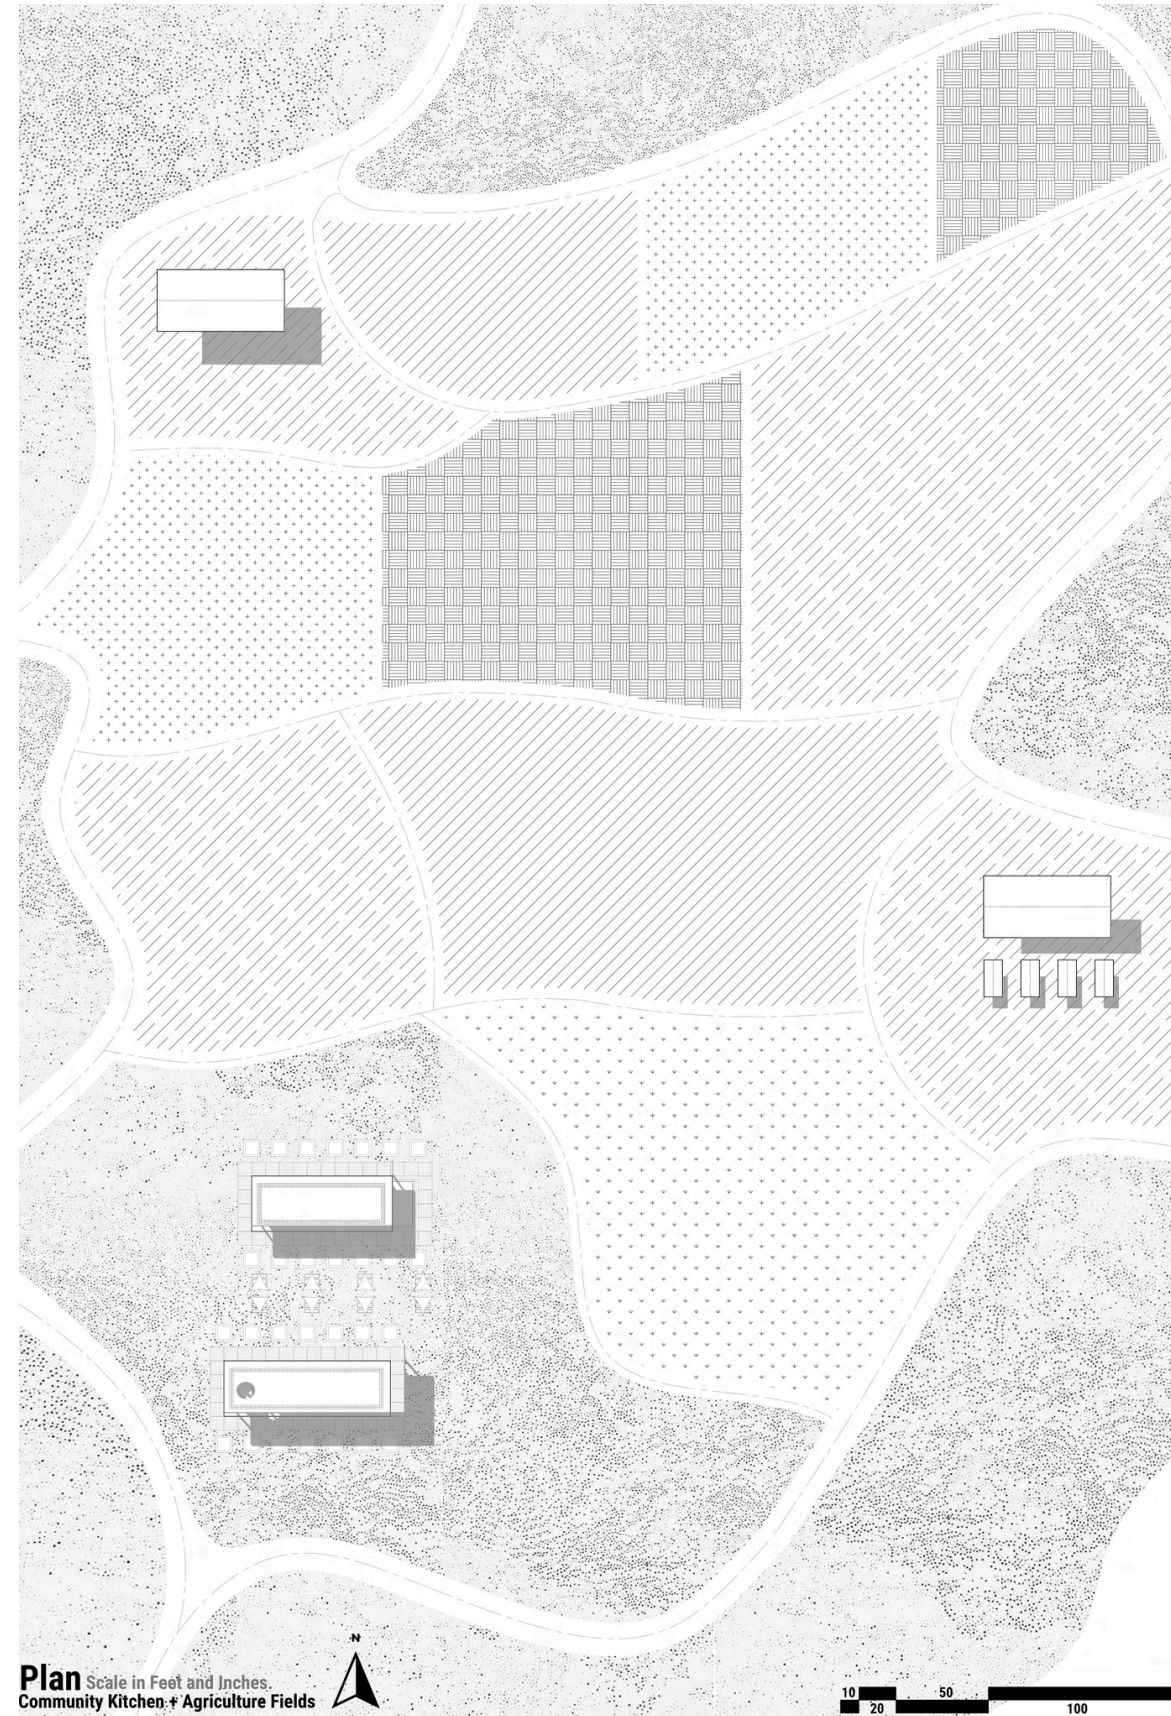 N
Plan Scale in Feet and Inches.
Community Kitchen + Agriculture Fields
10 50
20 100